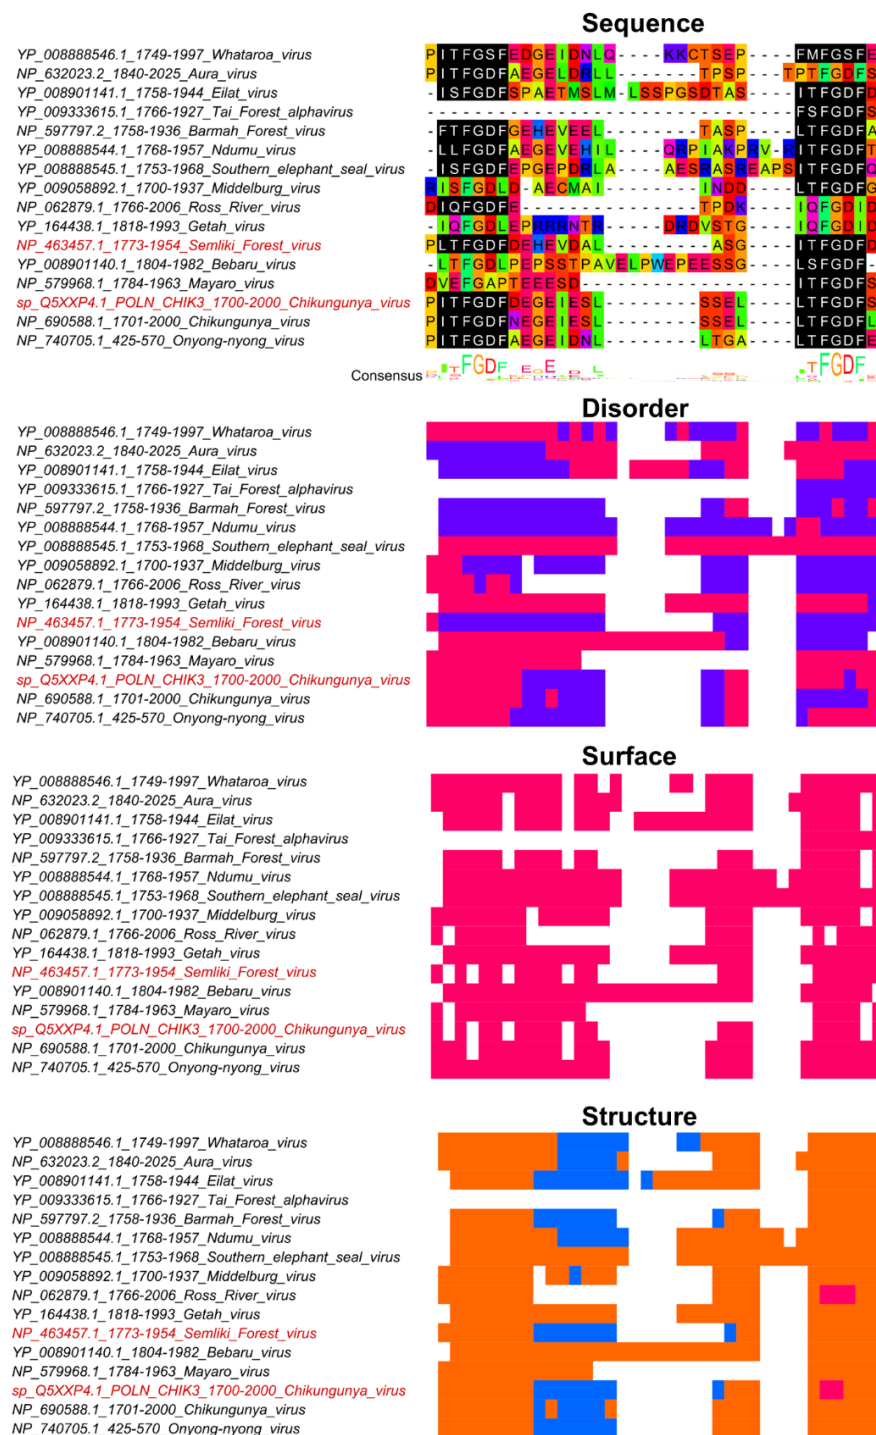 Sequence
YP_008888546.1_1749-1997_Whataroa_virus PITFGSFEDGEIDNLQ----KKCTSEP----FMFGSFE
NP_632023.2_1840-2025_Aura_virus PITFGDFAEGELDRLL-------TPSP---TPTFGDFS
YP_008901141.1_1758-1944_Eilat_virus -ISFGDFSPAETMSLM-LSSPGSDTAS----ITFGDFD
YP_009333615.1_1766-1927_Tai_Forest_alphavirus -------------------------------FSFGDFS
NP_597797.2_1758-1936_Barmah_Forest_virus -FTFGDFGEHEVEEL--------TASP----LTFGDFA
YP_008888544.1_1768-1957_Ndumu_virus -LLFGDFAEGEVEHIL----QRPIAKPRV-RITFGDFT
YP_008888545.1_1753-1968_Southern_elephant_seal_virus -ISFGDFEPGEPDRLA----AESRASREAPSITFGDFQ
YP_009058892.1_1700-1937_Middelburg_virus RISFGDLD-AECMAI--------INDD----LTFGDFG
NP_062879.1_1766-2006_Ross_River_virus DIQFGDFE---------------TPDK----IQFGDID
YP_164438.1_1818-1993_Getah_virus -IQFGDLEPRRRNTR-----DRDVSTG----IQFGDID
NP_463457.1_1773-1954_Semliki_Forest_virus PLTFGDFDEHEVDAL--------ASG-----ITFGDFD
YP_008901140.1_1804-1982_Bebaru_virus -LTFGDLPEPSSTPAVELPWEPEESSG----LSFGDF-
NP_579968.1_1784-1963_Mayaro_virus DVEFGAPTEEESD------------------ITFGDFS
sp_Q5XXP4.1_POLN_CHIK3_1700-2000_Chikungunya_virus PITFGDFDEGEIESL--------SSEL----LTFGDFS
NP_690588.1_1701-2000_Chikungunya_virus PITFGDFNEGEIESL--------SSEL----LTFGDFS
NP_740705.1_425-570_Onyong-nyong_virus PITFGDFAEGEIDNL--------LTGA----LTFGDFE
Consensus
Disorder
YP_008888546.1_1749-1997_Whataroa_virus
NP_632023.2_1840-2025_Aura_virus
YP_008901141.1_1758-1944_Eilat_virus
YP_009333615.1_1766-1927_Tai_Forest_alphavirus
NP_597797.2_1758-1936_Barmah_Forest_virus
YP_008888544.1_1768-1957_Ndumu_virus
YP_008888545.1_1753-1968_Southern_elephant_seal_virus
YP_009058892.1_1700-1937_Middelburg_virus
NP_062879.1_1766-2006_Ross_River_virus
YP_164438.1_1818-1993_Getah_virus
NP_463457.1_1773-1954_Semliki_Forest_virus
YP_008901140.1_1804-1982_Bebaru_virus
NP_579968.1_1784-1963_Mayaro_virus
sp_Q5XXP4.1_POLN_CHIK3_1700-2000_Chikungunya_virus
NP_690588.1_1701-2000_Chikungunya_virus
NP_740705.1_425-570_Onyong-nyong_virus
Surface
YP_008888546.1_1749-1997_Whataroa_virus
NP_632023.2_1840-2025_Aura_virus
YP_008901141.1_1758-1944_Eilat_virus
YP_009333615.1_1766-1927_Tai_Forest_alphavirus
NP_597797.2_1758-1936_Barmah_Forest_virus
YP_008888544.1_1768-1957_Ndumu_virus
YP_008888545.1_1753-1968_Southern_elephant_seal_virus
YP_009058892.1_1700-1937_Middelburg_virus
NP_062879.1_1766-2006_Ross_River_virus
YP_164438.1_1818-1993_Getah_virus
NP_463457.1_1773-1954_Semliki_Forest_virus
YP_008901140.1_1804-1982_Bebaru_virus
NP_579968.1_1784-1963_Mayaro_virus
sp_Q5XXP4.1_POLN_CHIK3_1700-2000_Chikungunya_virus
NP_690588.1_1701-2000_Chikungunya_virus
NP_740705.1_425-570_Onyong-nyong_virus
Structure
YP_008888546.1_1749-1997_Whataroa_virus
NP_632023.2_1840-2025_Aura_virus
YP_008901141.1_1758-1944_Eilat_virus
YP_009333615.1_1766-1927_Tai_Forest_alphavirus
NP_597797.2_1758-1936_Barmah_Forest_virus
YP_008888544.1_1768-1957_Ndumu_virus
YP_008888545.1_1753-1968_Southern_elephant_seal_virus
YP_009058892.1_1700-1937_Middelburg_virus
NP_062879.1_1766-2006_Ross_River_virus
YP_164438.1_1818-1993_Getah_virus
NP_463457.1_1773-1954_Semliki_Forest_virus
YP_008901140.1_1804-1982_Bebaru_virus
NP_579968.1_1784-1963_Mayaro_virus
sp_Q5XXP4.1_POLN_CHIK3_1700-2000_Chikungunya_virus
NP_690588.1_1701-2000_Chikungunya_virus
NP_740705.1_425-570_Onyong-nyong_virus